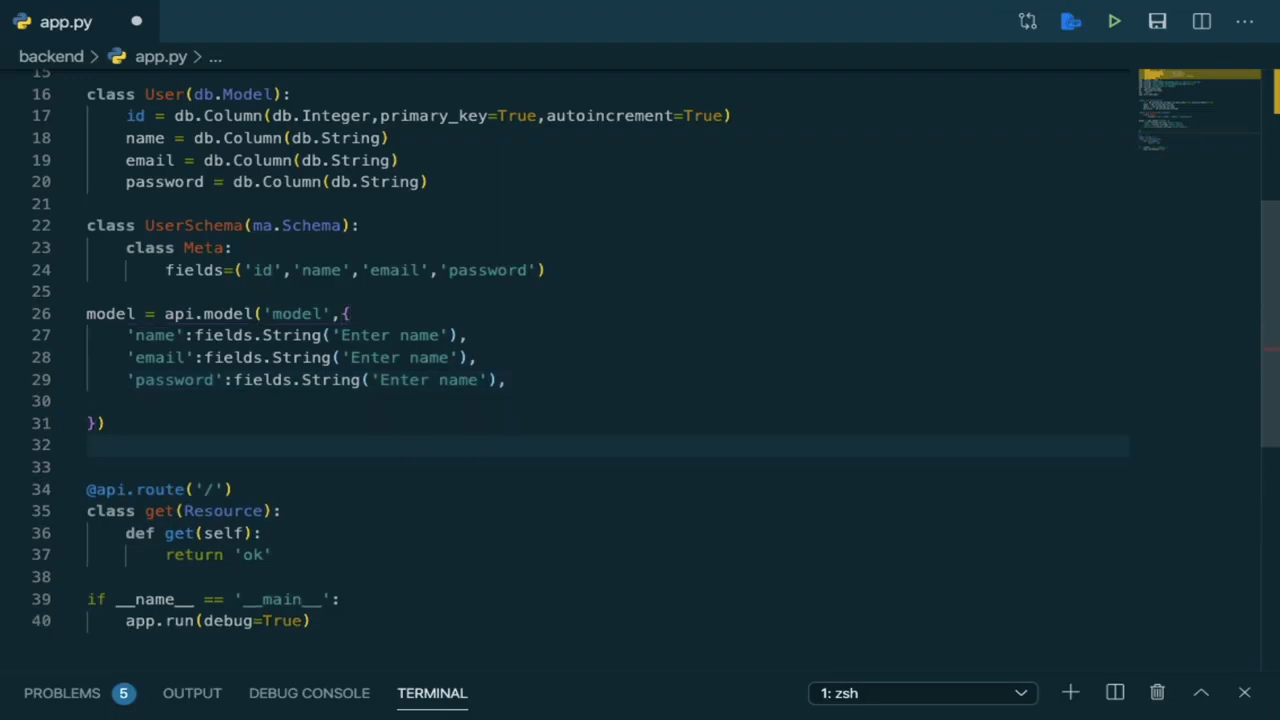 app.py
backend > app.py > ...
15
16 class User(db.Model):
17 id = db.Column(db.Integer,primary_key=True,autoincrement=True)
18 name = db.Column(db.String)
19 email = db.Column(db.String)
20 password = db.Column(db.String)
21
22 class UserSchema(ma.Schema):
23 class Meta:
24 fields=('id','name','email','password')
25
26 model = api.model('model',{
27 'name':fields.String('Enter name'),
28 'email':fields.String('Enter name'),
29 'password':fields.String('Enter name'),
30
31 })
32
33
34 @api.route('/')
35 class get(Resource):
36 def get(self):
37 return 'ok'
38
39 if __name__ == '__main__':
40 app.run(debug=True)
PROBLEMS 5 OUTPUT DEBUG CONSOLE TERMINAL 1: zsh